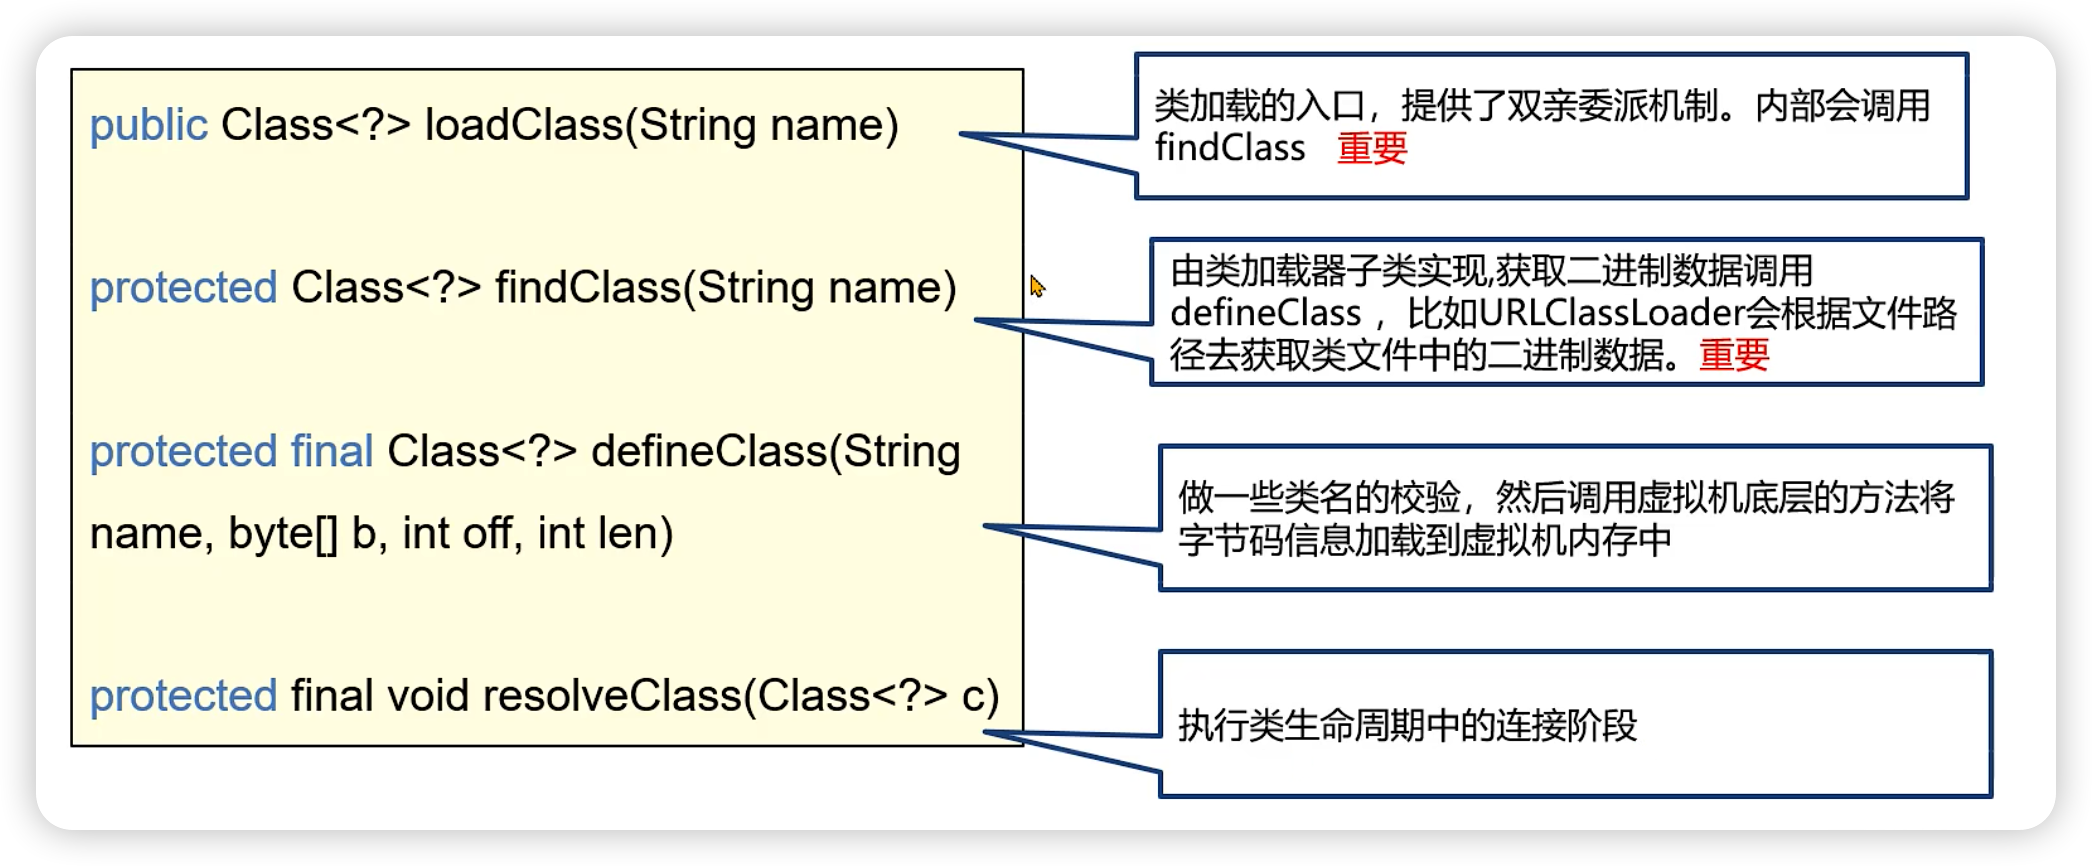 public Class<?> loadClass(String name)
类加载的入口，提供了双亲委派机制。内部会调用
findClass 重要
protected Class<?> findClass(String name)
由类加载器子类实现,获取二进制数据调用
defineClass ，比如URLClassLoader会根据文件路
径去获取类文件中的二进制数据。重要
protected final Class<?> defineClass(String
name, byte[] b, int off, int len)
做一些类名的校验，然后调用虚拟机底层的方法将
字节码信息加载到虚拟机内存中
protected final void resolveClass(Class<?> c)
执行类生命周期中的连接阶段